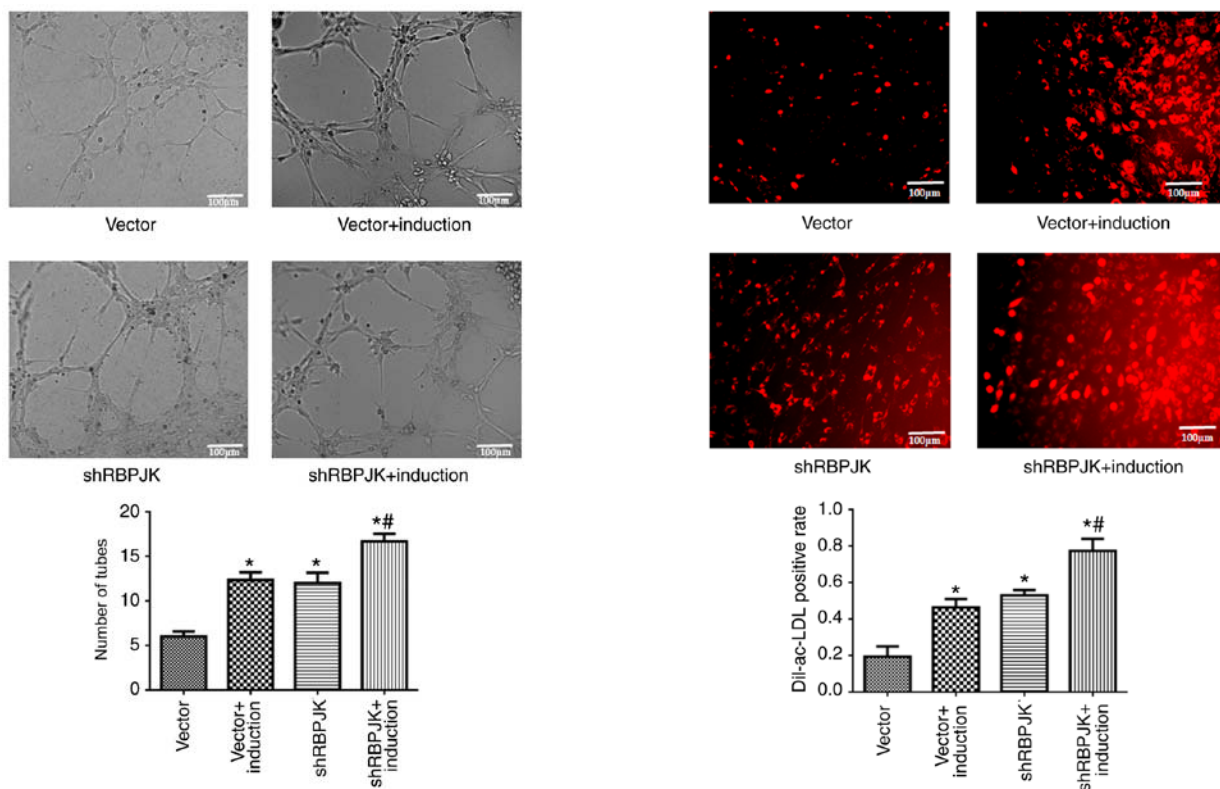 100μm
100μm
Vector
Vector+induction
100μm
100μm
shRBPJK
shRBPJK+induction
20
15
10
5
0
Number of tubes
*
*
*#
Vector
Vector+
induction
shRBPJK
shRBPJK+
induction
100μm
100μm
Vector
Vector+induction
100μm
100μm
shRBPJK
shRBPJK+induction
1.0
0.8
0.6
0.4
0.2
0.0
Dil-ac-LDL positive rate
*
*
*#
Vector
Vector+
induction
shRBPJK
shRBPJK+
induction